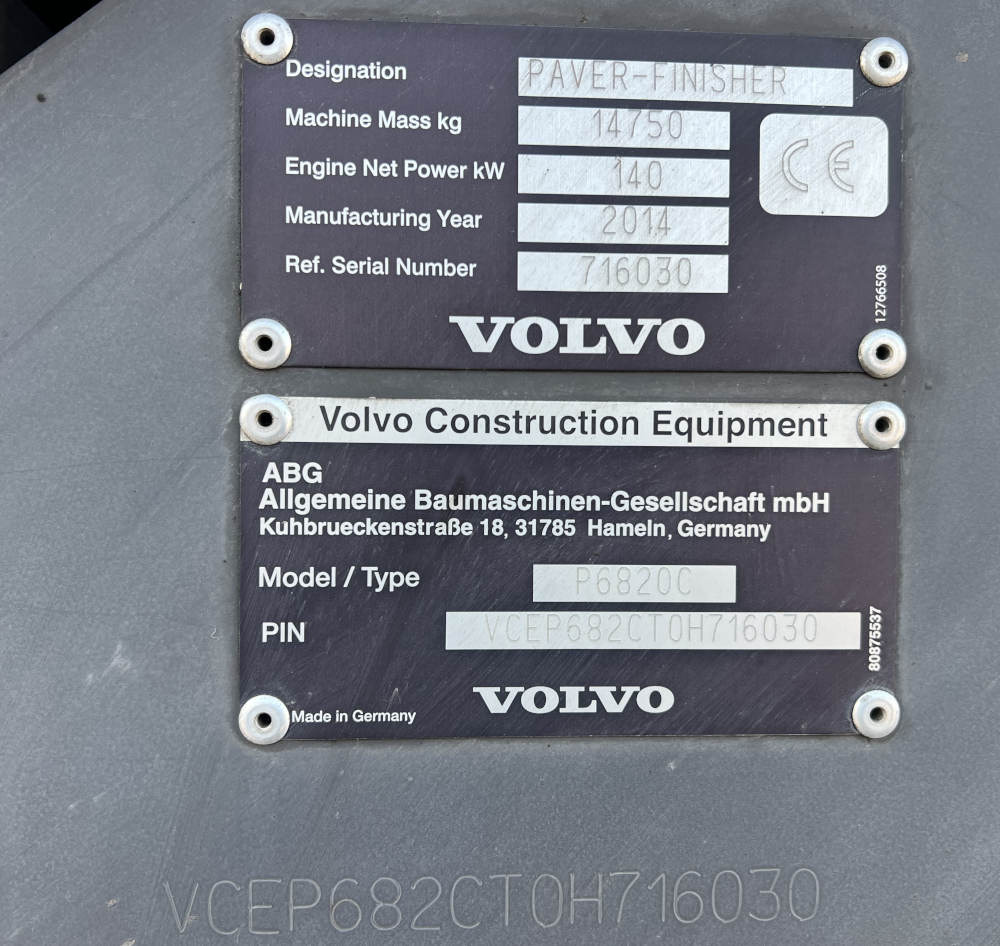 Designation PAVER-FINISHER
Machine Mass kg 14750
Engine Net Power kW 140
CE
Manufacturing Year 2014
Ref. Serial Number 716030
12766508
VOLVO
Volvo Construction Equipment
ABG
Allgemeine Baumaschinen-Gesellschaft mbH
Kuhbrueckenstraße 18, 31785 Hameln, Germany
Model / Type P6820C
PIN VCEP682CT0H716030
80875537
VOLVO
Made in Germany
VCEP682CT0H716030